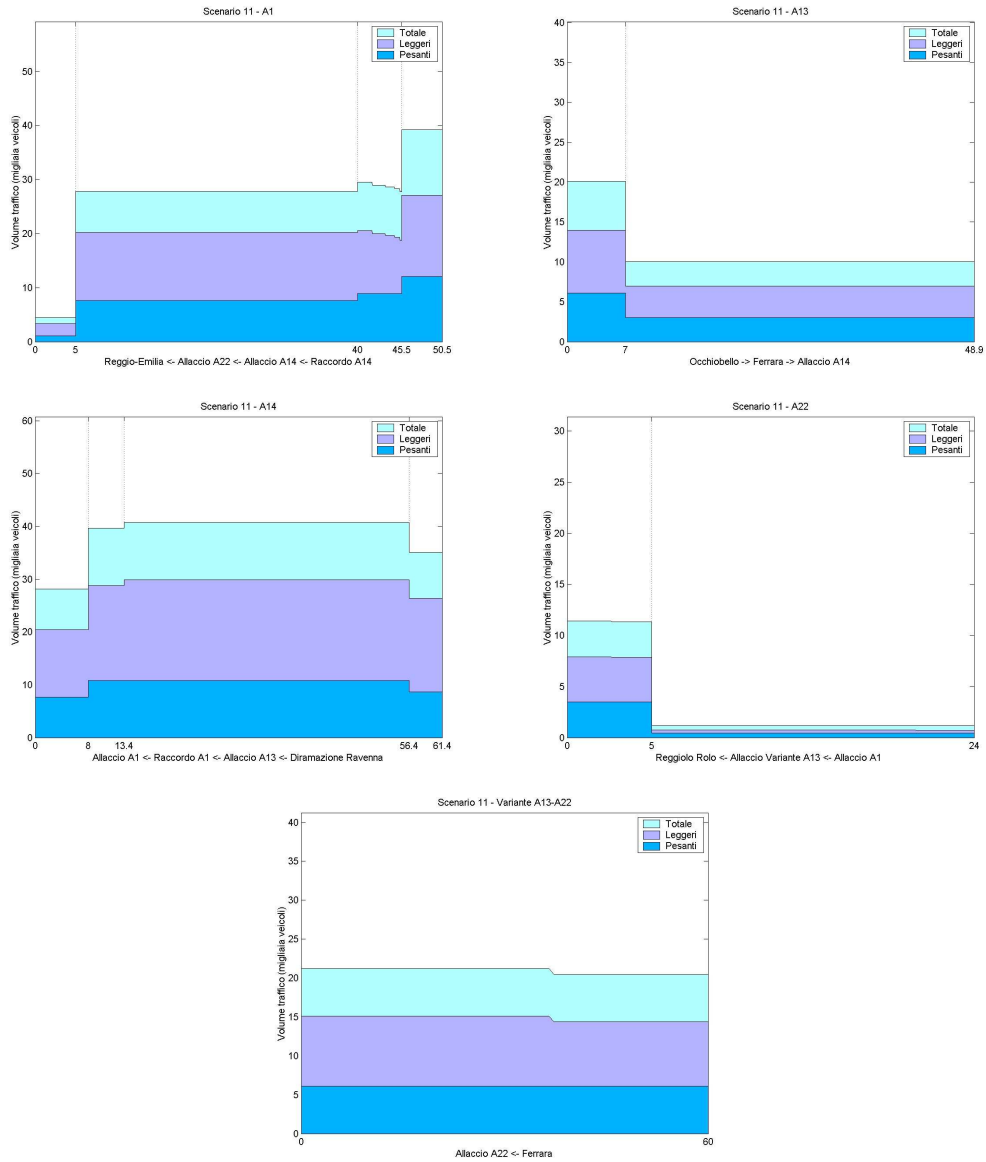 Scenario 11 - A1
Volume traffico (migliaia veicoli)
50
40
30
20
10
0
Totale
Leggeri
Pesanti
0 5 40 45.5 50.5
Reggio-Emilia <- Allaccio A22 <- Allaccio A14 <- Raccordo A14
Scenario 11 - A13
Volume traffico (migliaia veicoli)
40
35
30
25
20
15
10
5
0
Totale
Leggeri
Pesanti
0 7 48.9
Occhiobello -> Ferrara -> Allaccio A14
Scenario 11 - A14
Volume traffico (migliaia veicoli)
60
50
40
30
20
10
0
Totale
Leggeri
Pesanti
0 8 13.4 56.4 61.4
Allaccio A1 <- Raccordo A1 <- Allaccio A13 <- Diramazione Ravenna
Scenario 11 - A22
Volume traffico (migliaia veicoli)
30
25
20
15
10
5
0
Totale
Leggeri
Pesanti
0 5 24
Reggiolo Rolo <- Allaccio Variante A13 <- Allaccio A1
Scenario 11 - Variante A13-A22
Volume traffico (migliaia veicoli)
40
35
30
25
20
15
10
5
0
Totale
Leggeri
Pesanti
0 60
Allaccio A22 <- Ferrara